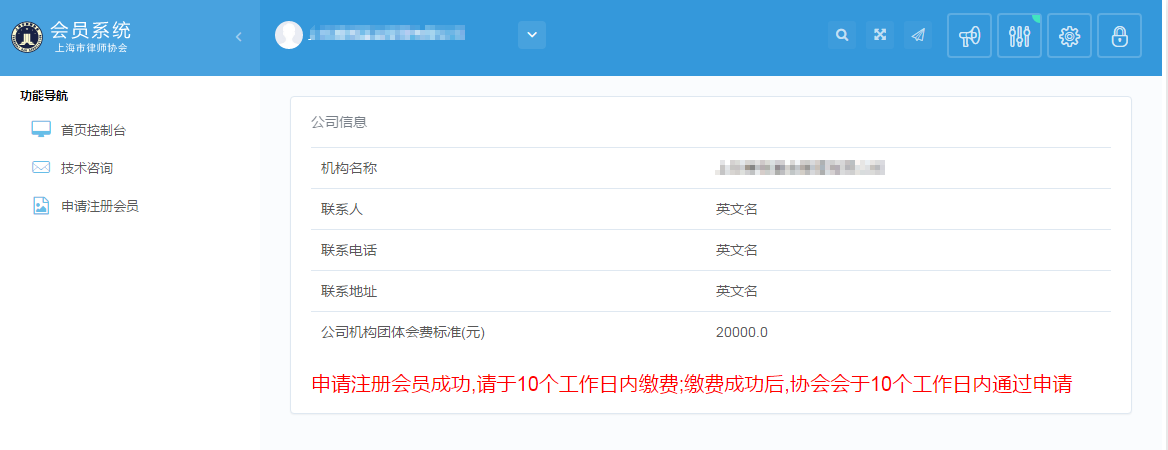 会员系统
上海市律师协会
功能导航
首页控制台
技术咨询
申请注册会员
公司信息
机构名称
联系人 英文名
联系电话 英文名
联系地址 英文名
公司机构团体会费标准(元) 20000.0
申请注册会员成功,请于10个工作日内缴费;缴费成功后,协会会于10个工作日内通过申请